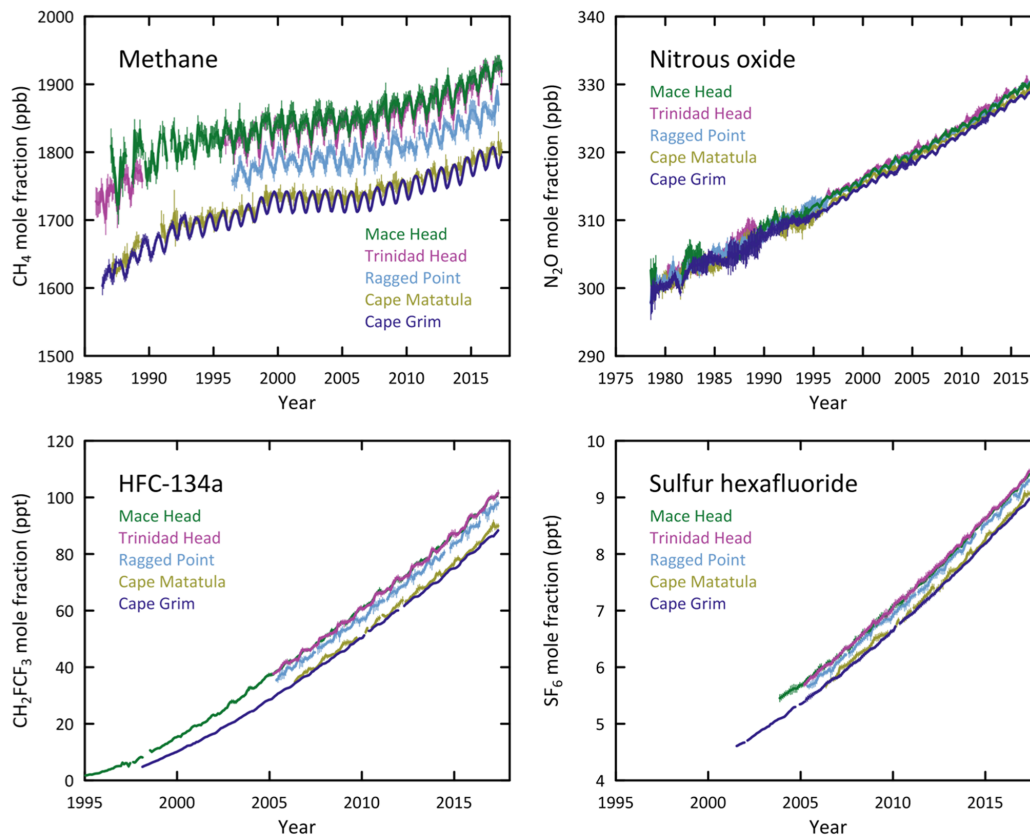 Methane
CH4 mole fraction (ppb)
2000
1900
1800
1700
1600
1500
Mace Head
Trinidad Head
Ragged Point
Cape Matatula
Cape Grim
1985 1990 1995 2000 2005 2010 2015
Year
Nitrous oxide
N2O mole fraction (ppb)
340
330
320
310
300
290
Mace Head
Trinidad Head
Ragged Point
Cape Matatula
Cape Grim
1975 1980 1985 1990 1995 2000 2005 2010 2015
Year
HFC-134a
CH2FCF3 mole fraction (ppt)
120
100
80
60
40
20
0
Mace Head
Trinidad Head
Ragged Point
Cape Matatula
Cape Grim
1995 2000 2005 2010 2015
Year
Sulfur hexafluoride
SF6 mole fraction (ppt)
10
9
8
7
6
5
4
Mace Head
Trinidad Head
Ragged Point
Cape Matatula
Cape Grim
1995 2000 2005 2010 2015
Year